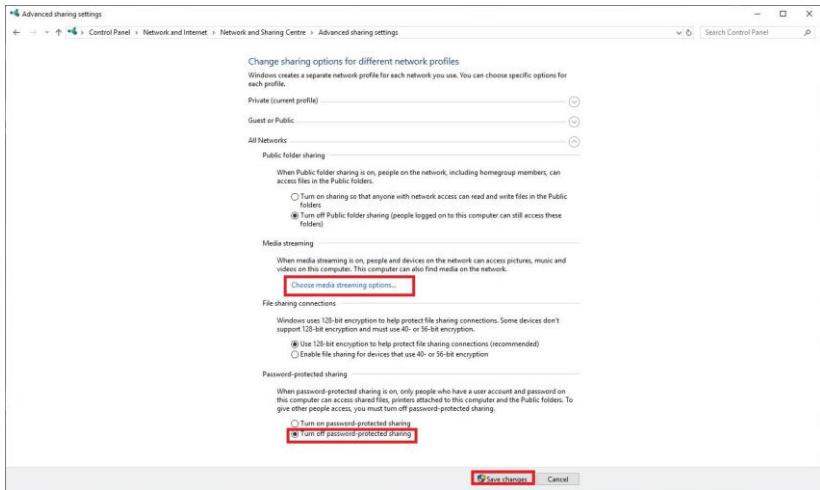 Advanced sharing settings
Control Panel > Network and Internet > Network and Sharing Centre > Advanced sharing settings
Search Control Panel
Change sharing options for different network profiles
Windows creates a separate network profile for each network you use. You can choose specific options for
each profile.
Private (current profile)
Guest or Public
All Networks
Public folder sharing
When Public folder sharing is on, people on the network, including homegroup members, can
access files in the Public folders.
Turn on sharing so that anyone with network access can read and write files in the Public
folders
Turn off Public folder sharing (people logged on to this computer can still access these
folders)
Media streaming
When media streaming is on, people and devices on the network can access pictures, music and
videos on this computer. This computer can also find media on the network.
Choose media streaming options...
File sharing connections
Windows uses 128-bit encryption to help protect file sharing connections. Some devices don't
support 128-bit encryption and must use 40- or 56-bit encryption.
Use 128-bit encryption to help protect file sharing connections (recommended)
Enable file sharing for devices that use 40- or 56-bit encryption
Password-protected sharing
When password-protected sharing is on, only people who have a user account and password on
this computer can access shared files, printers attached to this computer and the Public folders. To
give other people access, you must turn off password-protected sharing.
Turn on password-protected sharing
Turn off password-protected sharing
Save changes
Cancel